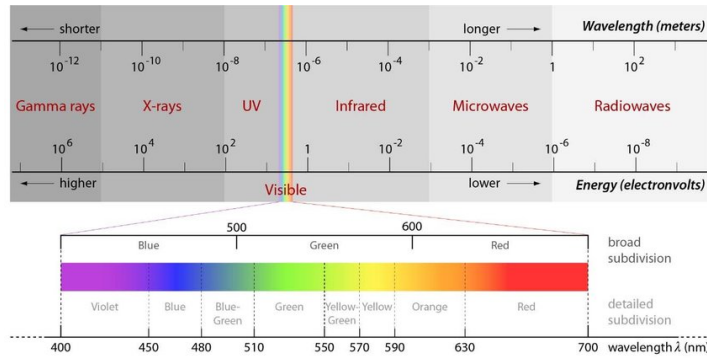 shorter longer Wavelength (meters)
10-12 10-10 10-8 10-6 10-4 10-2 1 102
Gamma rays X-rays UV Infrared Microwaves Radiowaves
106 104 102 1 10-2 10-4 10-6 10-8
higher Visible lower Energy (electronvolts)
500 600
Blue Green Red broad
subdivision
Violet Blue Blue-
Green Green Yellow-
Green Yellow Orange Red detailed
subdivision
400 450 480 510 550 570 590 630 700 wavelength λ (nm)